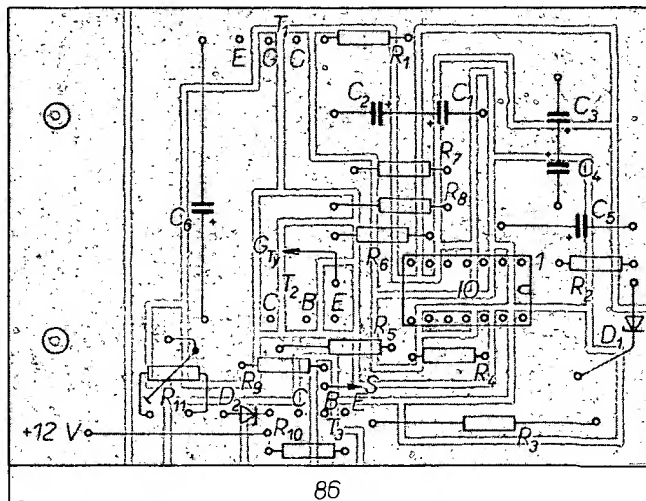 T1
E G C
R1
C2 C1 C3
R7
C4
R8
C6
C5
GTy
R6
1
T2
IO
R2
C B E
R5
D1
R9
R4
S
R11
D2
C B E
+12 V
R10
T3
R3
86